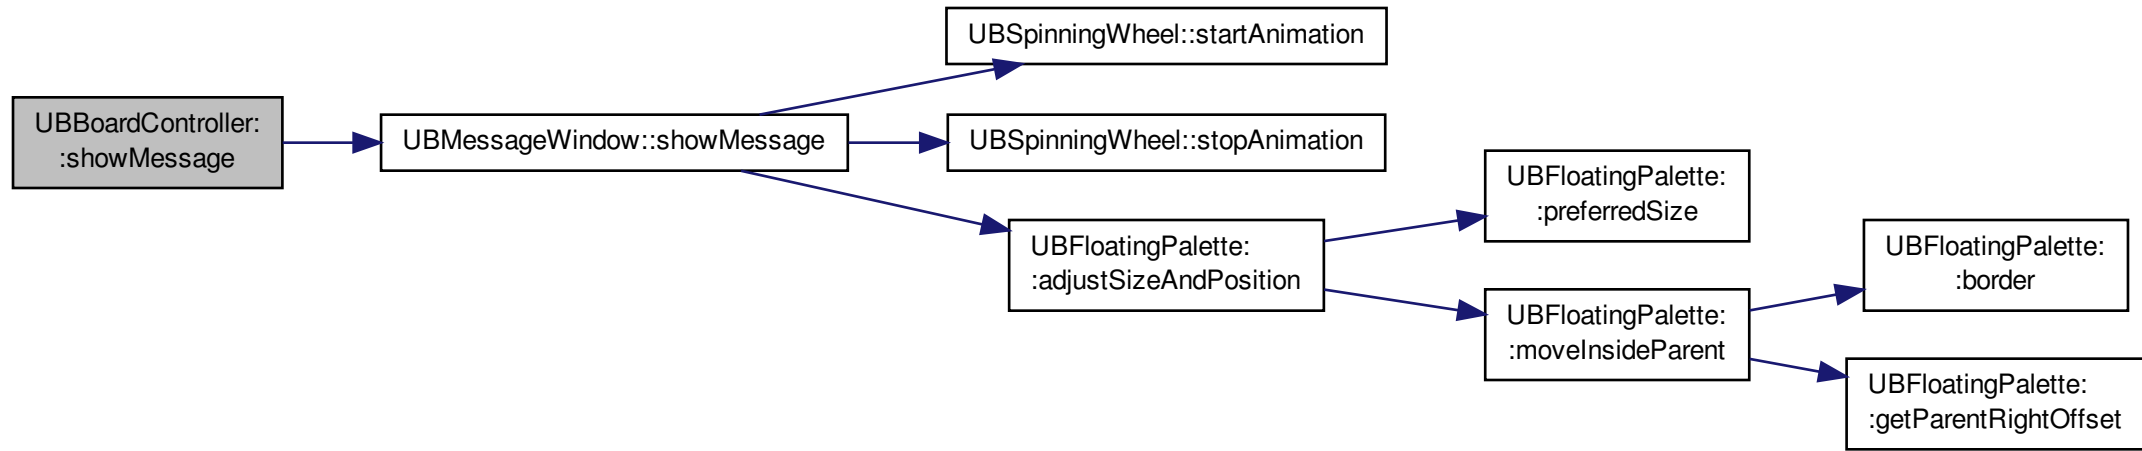 UBBoardController:
:showMessage
UBMessageWindow::showMessage
UBSpinningWheel::startAnimation
UBSpinningWheel::stopAnimation
UBFloatingPalette:
:adjustSizeAndPosition
UBFloatingPalette:
:preferredSize
UBFloatingPalette:
:moveInsideParent
UBFloatingPalette:
:border
UBFloatingPalette:
:getParentRightOffset